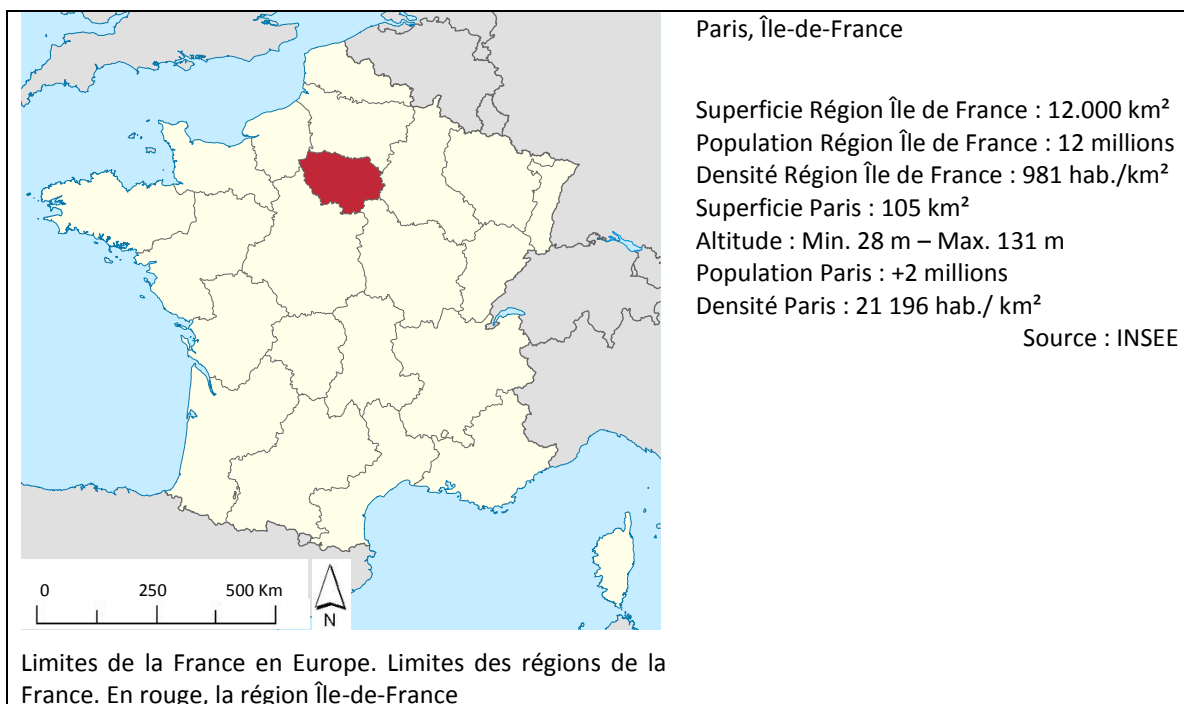 Paris, Île-de-France
Superficie Région Île de France : 12.000 km²
Population Région Île de France : 12 millions
Densité Région Île de France : 981 hab./km²
Superficie Paris : 105 km²
Altitude : Min. 28 m – Max. 131 m
Population Paris : +2 millions
Densité Paris : 21 196 hab./ km²
Source : INSEE
0 250 500 Km
N
Limites de la France en Europe. Limites des régions de la
France. En rouge, la région Île-de-France